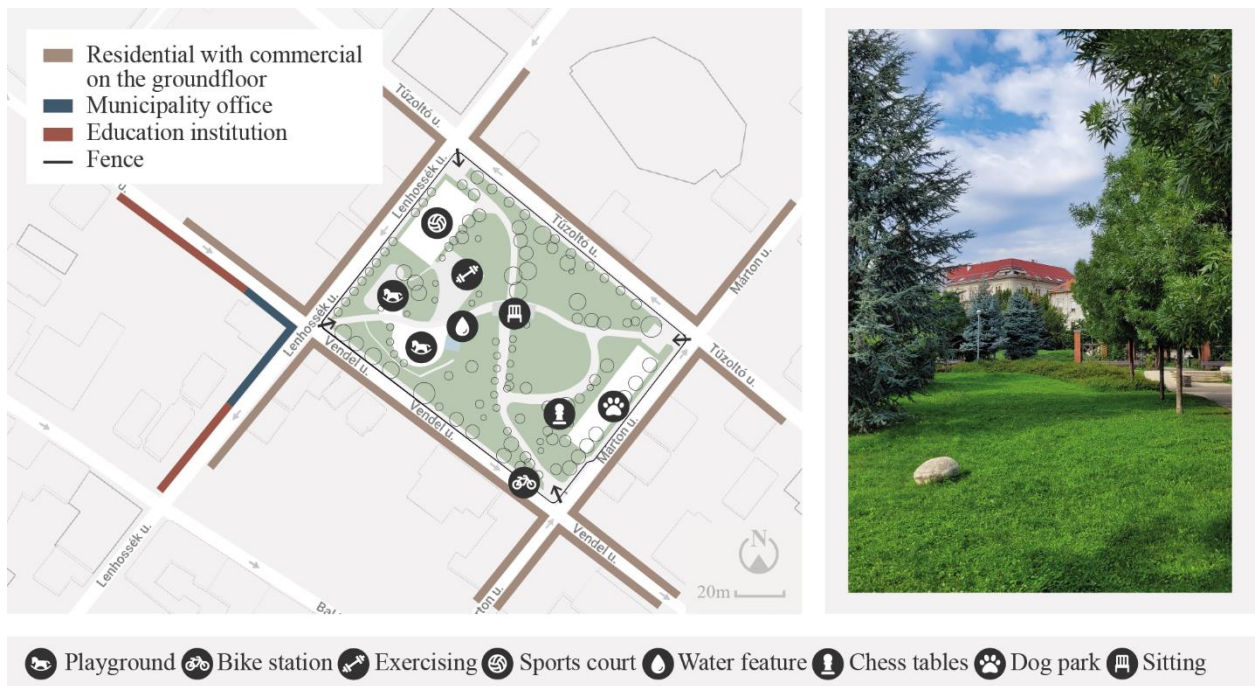 Residential with commercial
on the groundfloor
Municipality office
Education institution
Fence
Tűzoltó u.
Lenhossék u.
Tűzoltó u.
Márton u.
Lenhossék u.
Vendel u.
Tűzoltó u.
Vendel u.
Márton u.
Lenhossék u.
Vendel u.
N
20m
Playground Bike station Exercising Sports court Water feature Chess tables Dog park Sitting